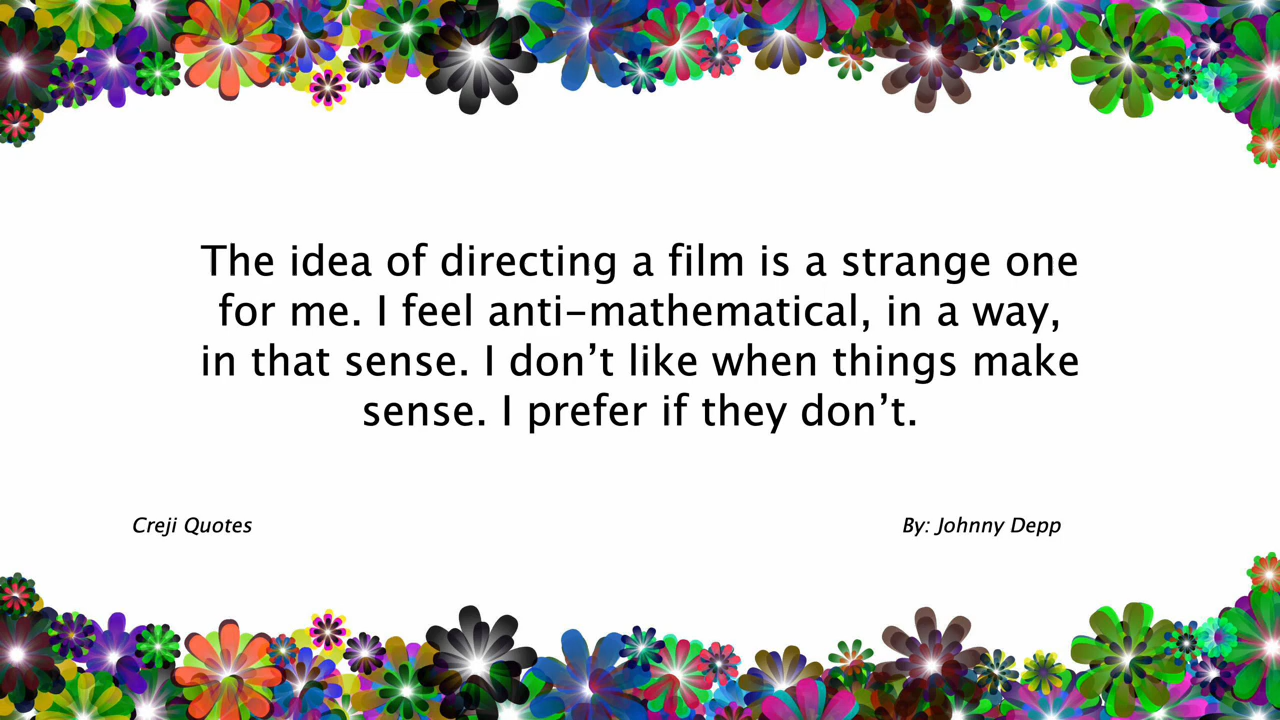 The idea of directing a film is a strange one
for me. I feel anti-mathematical, in a way,
in that sense. I don’t like when things make
sense. I prefer if they don’t.
Creji Quotes
By: Johnny Depp